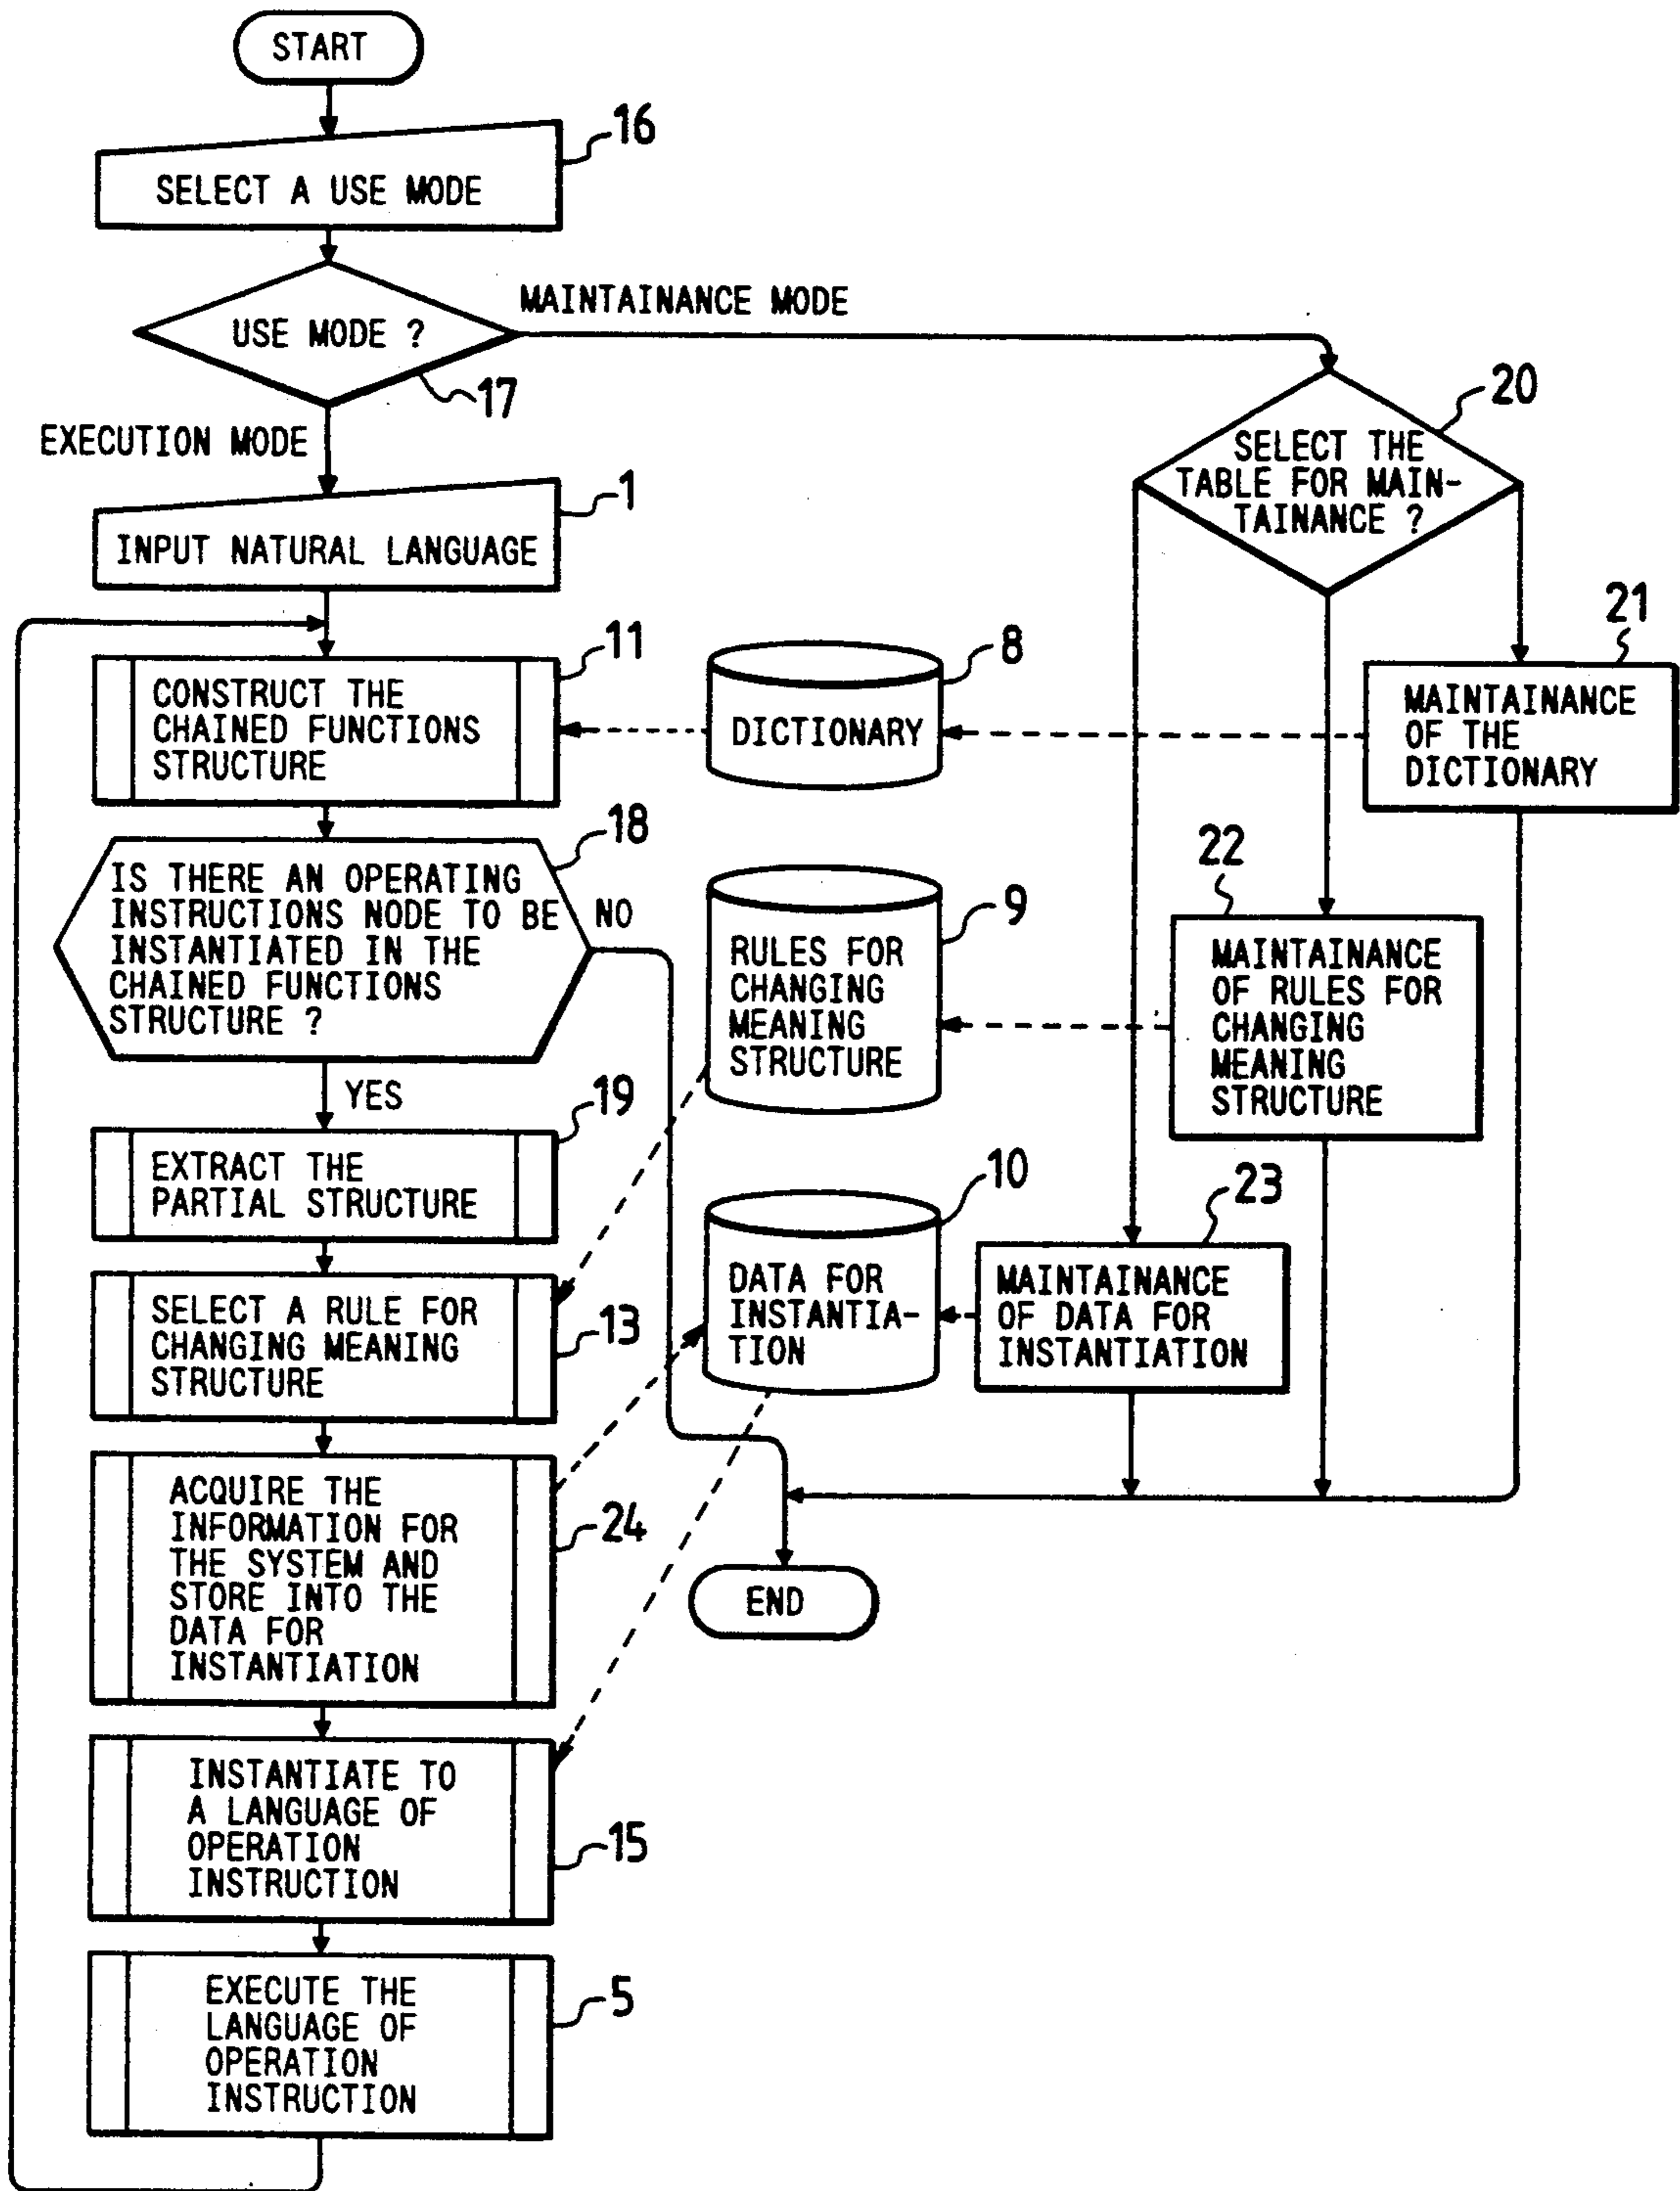 START
16
SELECT A USE MODE
MAINTAINANCE MODE
USE MODE ?
17
EXECUTION MODE
20
SELECT THE
TABLE FOR MAIN-
TAINANCE ?
1
INPUT NATURAL LANGUAGE
11
CONSTRUCT THE
CHAINED FUNCTIONS
STRUCTURE
8
DICTIONARY
21
MAINTAINANCE
OF THE
DICTIONARY
18
IS THERE AN OPERATING
INSTRUCTIONS NODE TO BE
INSTANTIATED IN THE
CHAINED FUNCTIONS
STRUCTURE ?
NO
YES
9
RULES FOR
CHANGING
MEANING
STRUCTURE
22
MAINTAINANCE
OF RULES FOR
CHANGING
MEANING
STRUCTURE
19
EXTRACT THE
PARTIAL STRUCTURE
10
DATA FOR
INSTANTIA-
TION
23
MAINTAINANCE
OF DATA FOR
INSTANTIATION
SELECT A RULE FOR
CHANGING MEANING
STRUCTURE
13
ACQUIRE THE
INFORMATION FOR
THE SYSTEM AND
STORE INTO THE
DATA FOR
INSTANTIATION
24
END
INSTANTIATE TO
A LANGUAGE OF
OPERATION
INSTRUCTION
15
EXECUTE THE
LANGUAGE OF
OPERATION
INSTRUCTION
5